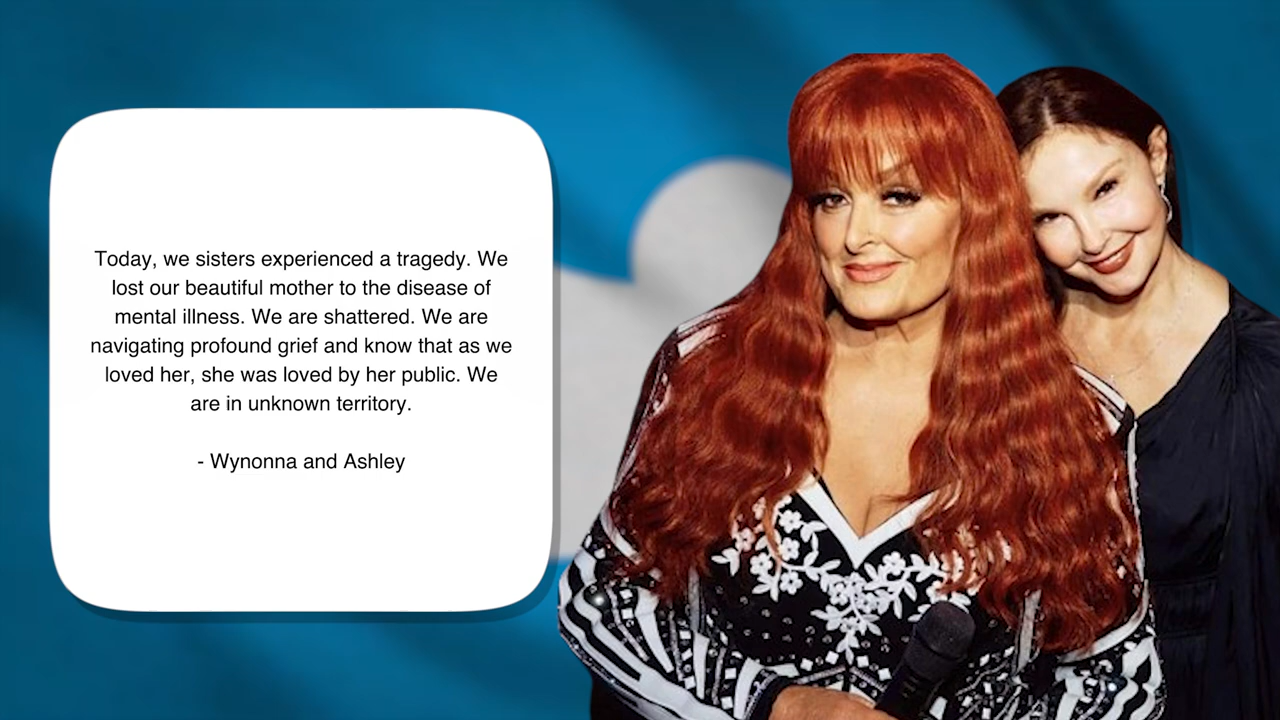 Today, we sisters experienced a tragedy. We
lost our beautiful mother to the disease of
mental illness. We are shattered. We are
navigating profound grief and know that as we
loved her, she was loved by her public. We
are in unknown territory.
- Wynonna and Ashley